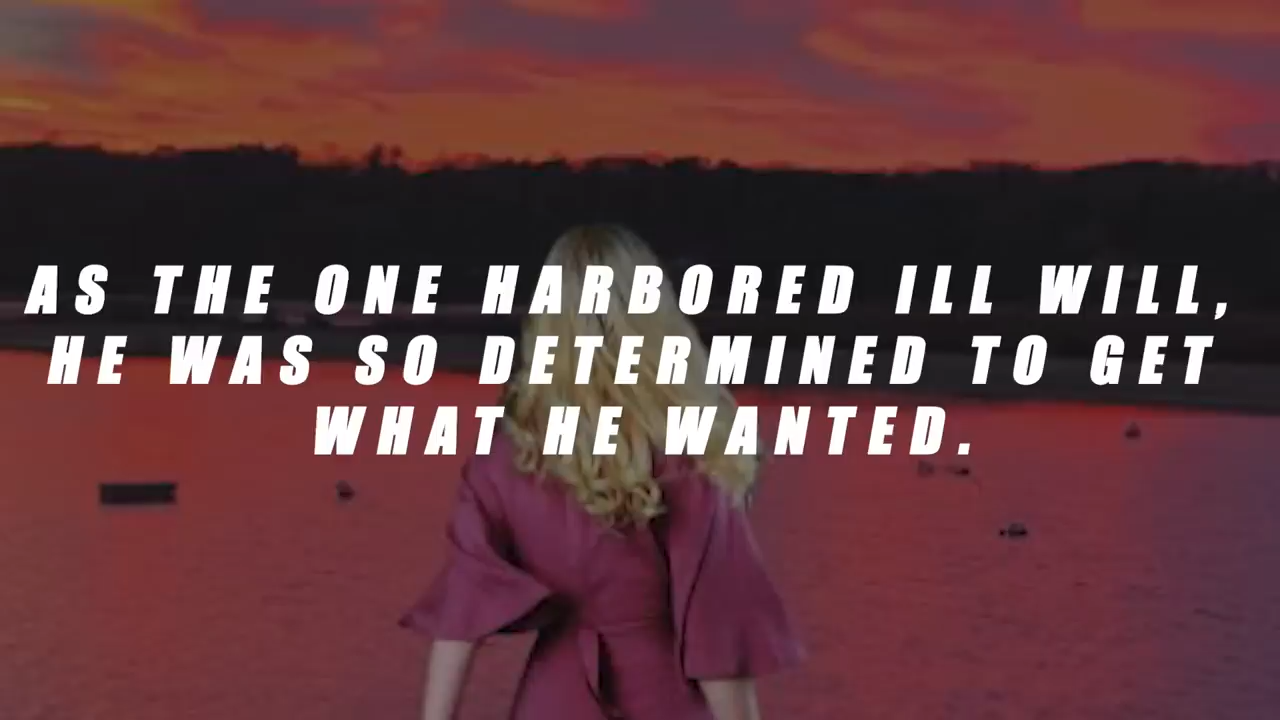 AS THE ONE HARBORED ILL WILL,
HE WAS SO DETERMINED TO GET
WHAT HE WANTED.